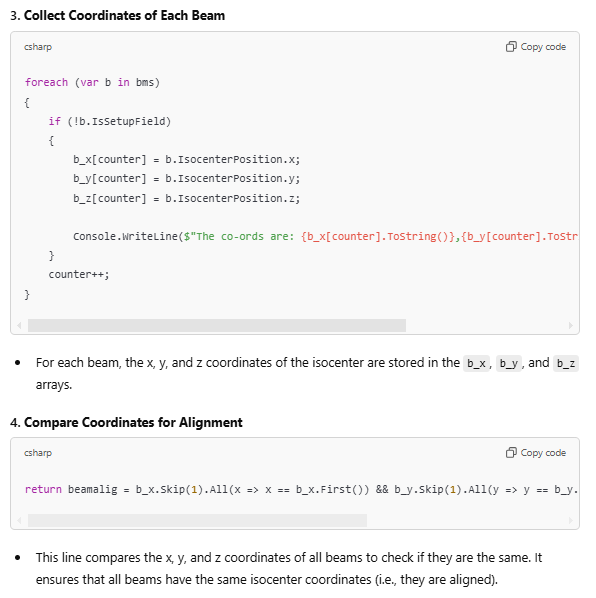 3. Collect Coordinates of Each Beam
csharp
Copy code
foreach (var b in bms)
{
    if (!b.IsSetupField)
    {
        b_x[counter] = b.IsocenterPosition.x;
        b_y[counter] = b.IsocenterPosition.y;
        b_z[counter] = b.IsocenterPosition.z;
        Console.WriteLine($"The co-ords are: {b_x[counter].ToString()},{b_y[counter].ToStr
    }
    counter++;
}
• For each beam, the x, y, and z coordinates of the isocenter are stored in the b_x, b_y, and b_z
arrays.
4. Compare Coordinates for Alignment
csharp
Copy code
return beamalig = b_x.Skip(1).All(x => x == b_x.First()) && b_y.Skip(1).All(y => y == b_y.
• This line compares the x, y, and z coordinates of all beams to check if they are the same. It
ensures that all beams have the same isocenter coordinates (i.e., they are aligned).